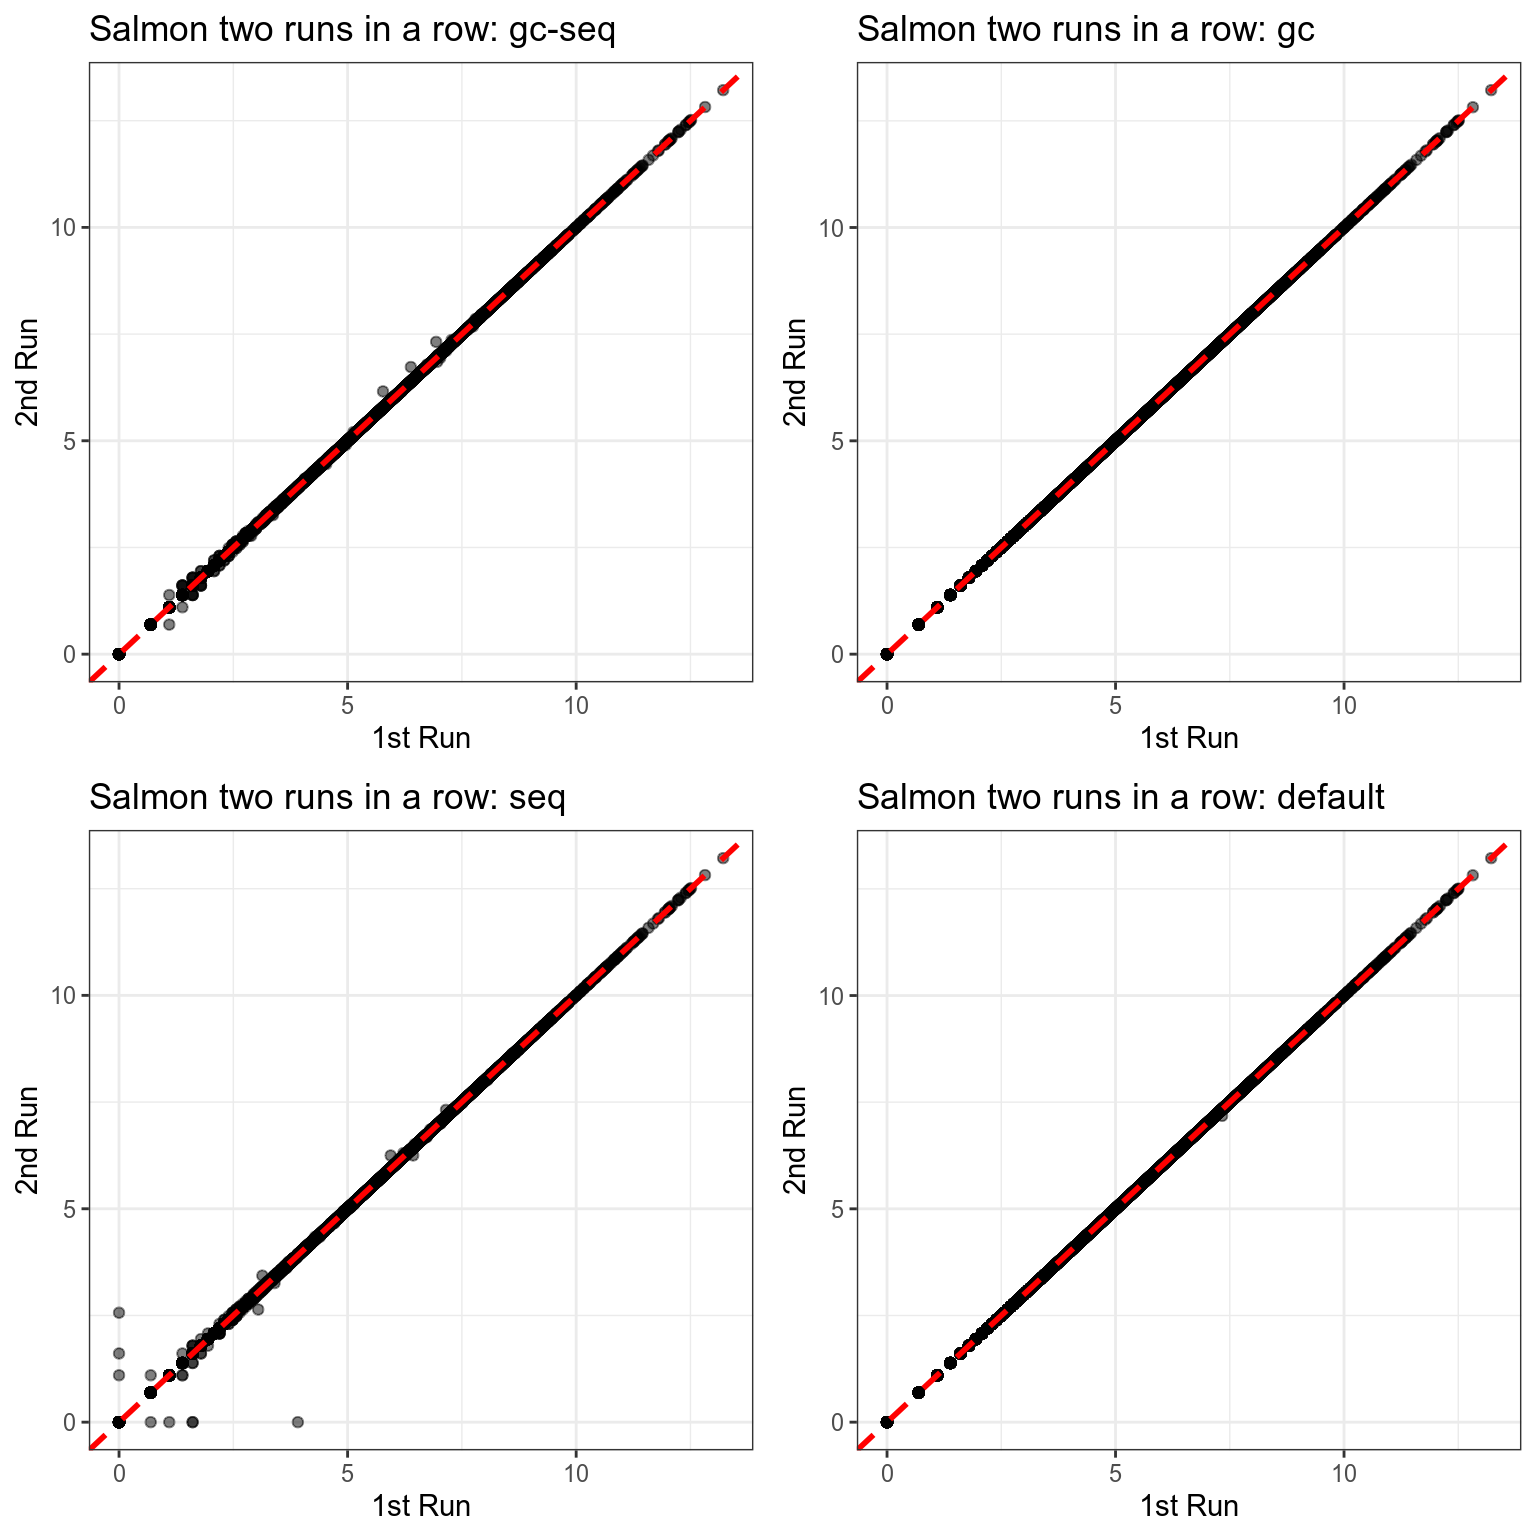 Salmon two runs in a row: gc-seq
10
5
0
2nd Run
0 5 10
1st Run
Salmon two runs in a row: gc
10
5
0
2nd Run
0 5 10
1st Run
Salmon two runs in a row: seq
10
5
0
2nd Run
0 5 10
1st Run
Salmon two runs in a row: default
10
5
0
2nd Run
0 5 10
1st Run